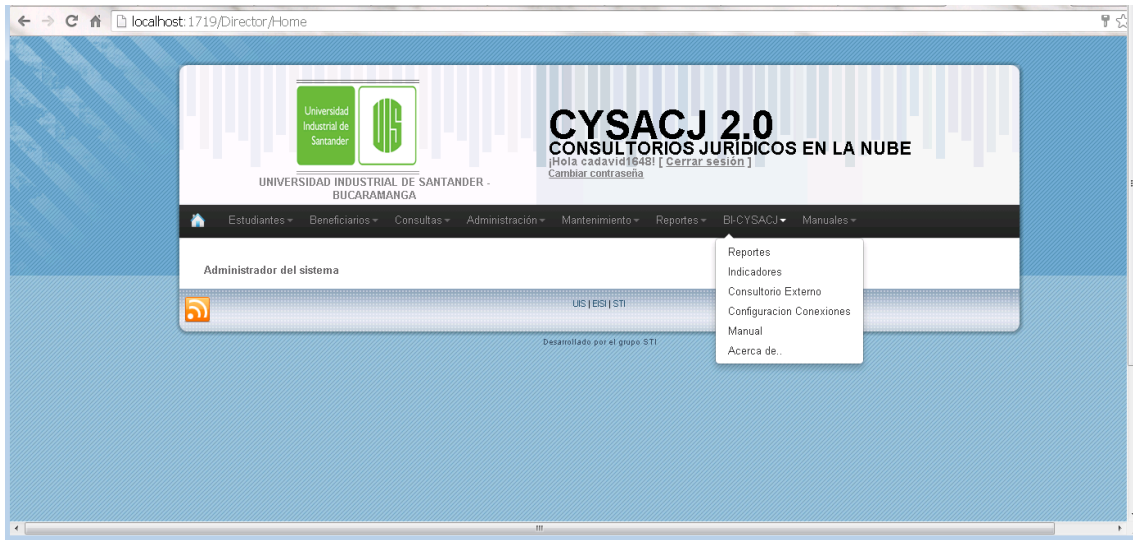 localhost:1719/Director/Home
Universidad
Industrial de
Santander
UIS
UNIVERSIDAD INDUSTRIAL DE SANTANDER -
BUCARAMANGA
CYSACJ 2.0
CONSULTORIOS JURÍDICOS EN LA NUBE
¡Hola cadavid1648! [ Cerrar sesión ]
Cambiar contraseña
Estudiantes Beneficiarios Consultas Administración Mantenimiento Reportes BI-CYSACJ Manuales
Reportes
Indicadores
Consultorio Externo
Configuracion Conexiones
Manual
Acerca de..
Administrador del sistema
UIS | EISI | STI
Desarrollado por el grupo STI